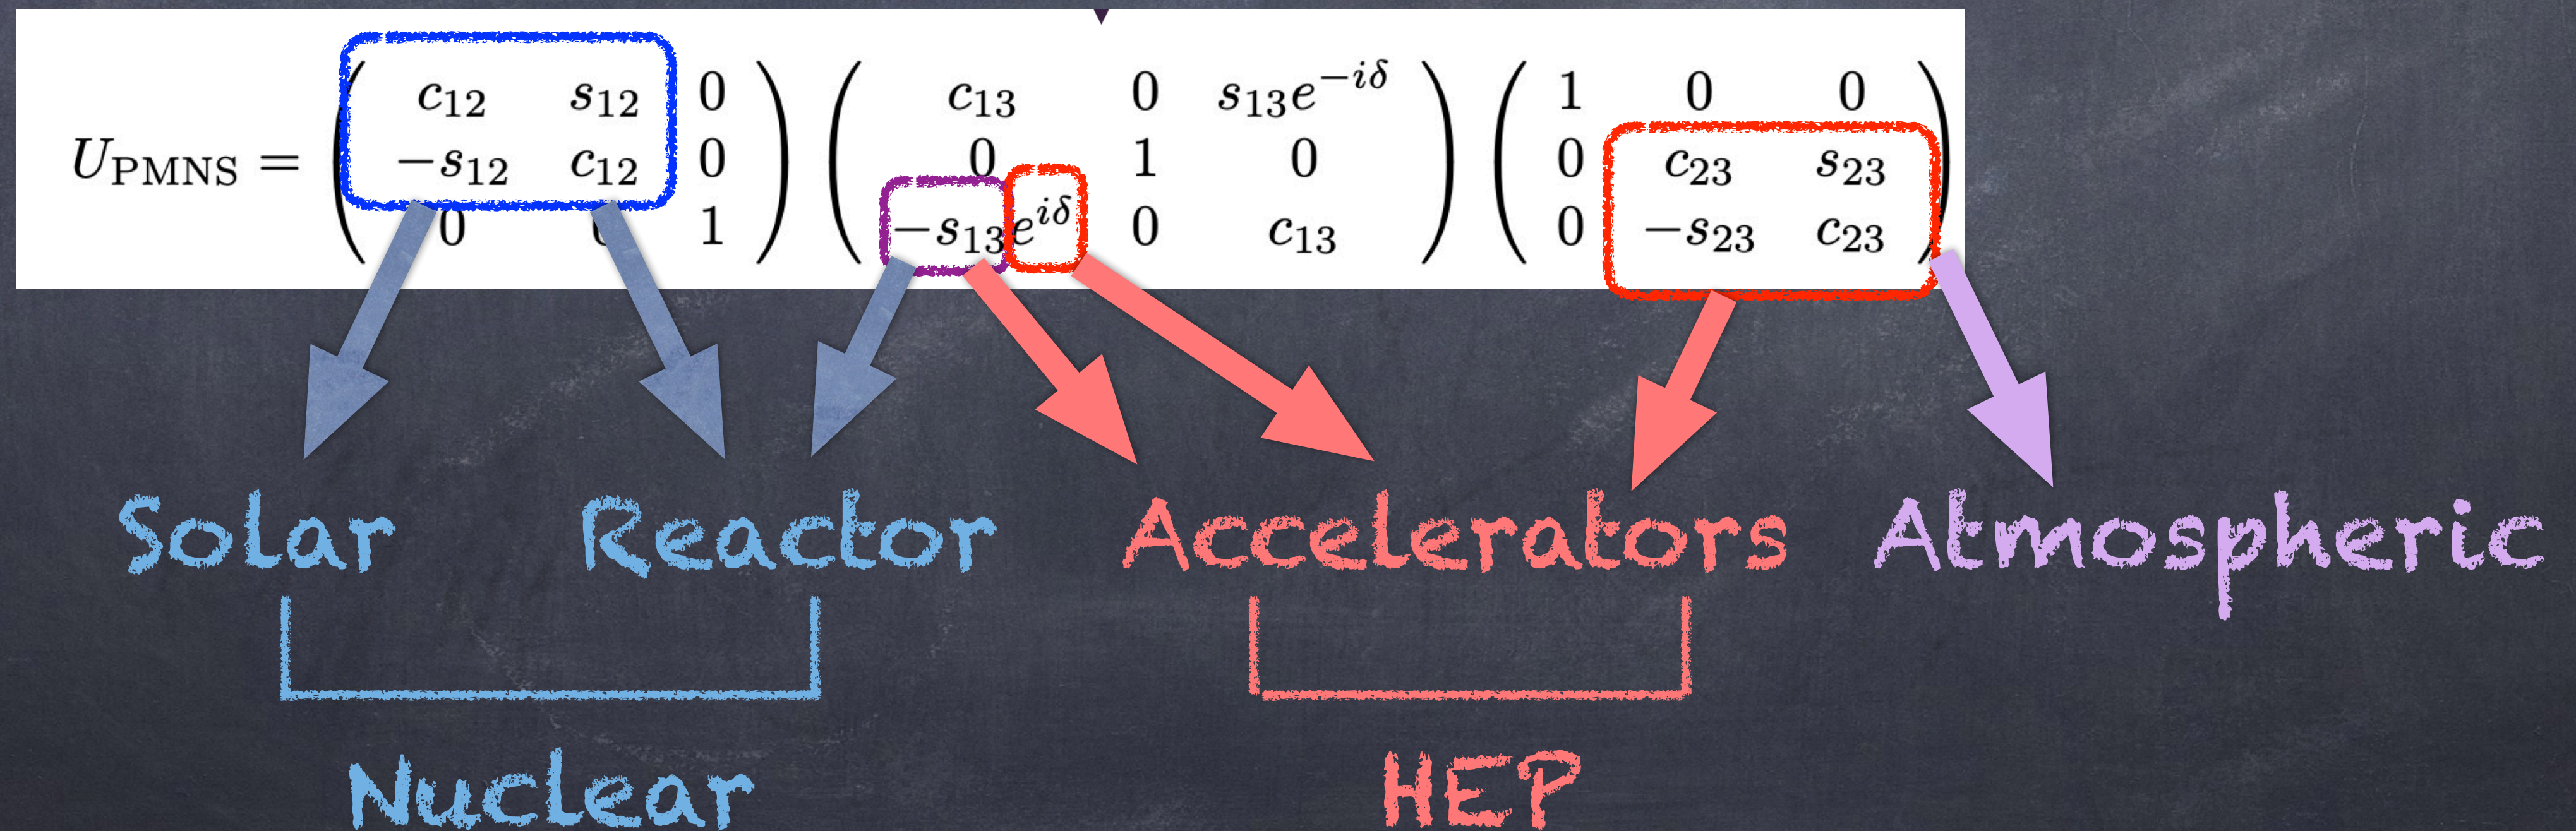 c₁₂ s₁₂ 0 c₁₃ 0 s₁₃e^{−iδ} 1 0 0
U_PMNS = −s₁₂ c₁₂ 0 0 1 0 0 c₂₃ s₂₃
0 0 1 −s₁₃e^{iδ} 0 c₁₃ 0 −s₂₃ c₂₃
Solar Reactor Accelerators Atmospheric
Nuclear HEP